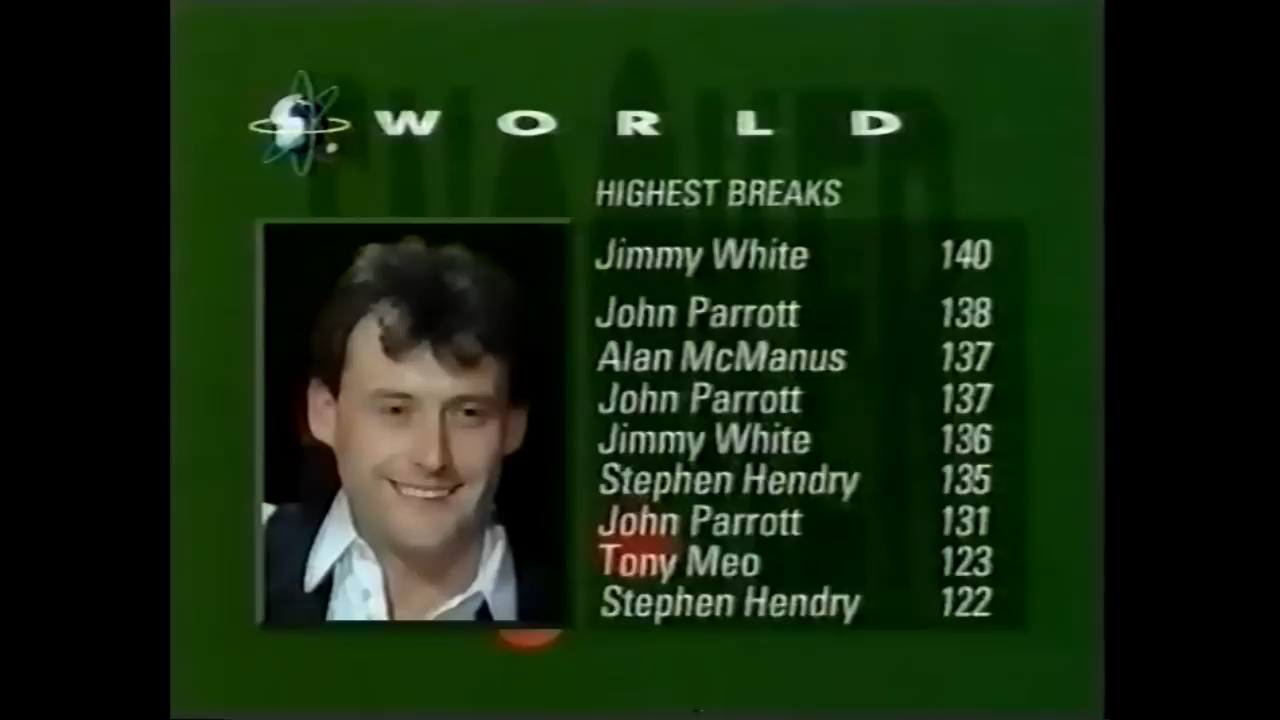 WORLD
HIGHEST BREAKS
Jimmy White 140
John Parrott 138
Alan McManus 137
John Parrott 137
Jimmy White 136
Stephen Hendry 135
John Parrott 131
Tony Meo 123
Stephen Hendry 122